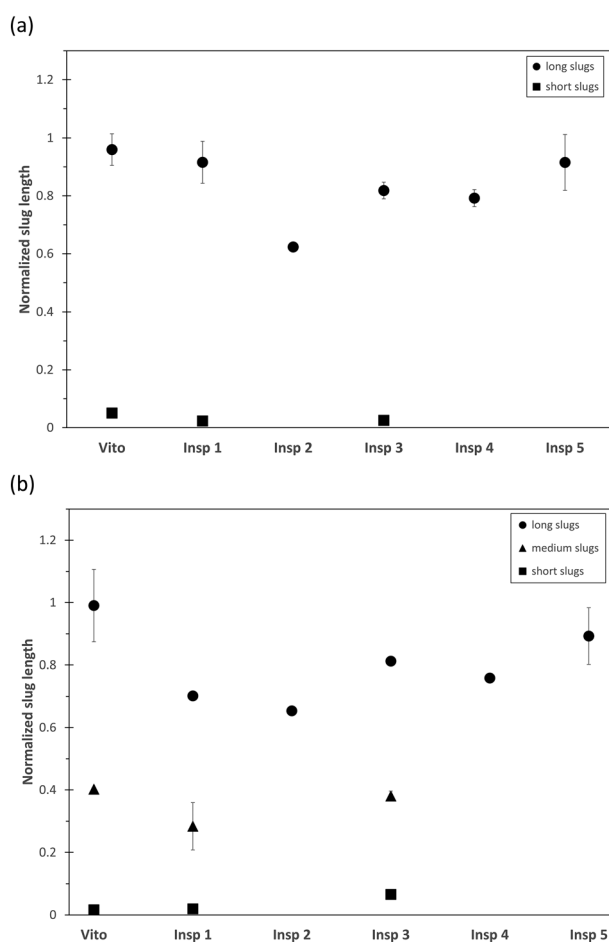 (a)
long slugs
short slugs
Normalized slug length
1.2
1
0.8
0.6
0.4
0.2
0
Vito Insp 1 Insp 2 Insp 3 Insp 4 Insp 5
(b)
long slugs
medium slugs
short slugs
Normalized slug length
1.2
1
0.8
0.6
0.4
0.2
0
Vito Insp 1 Insp 2 Insp 3 Insp 4 Insp 5